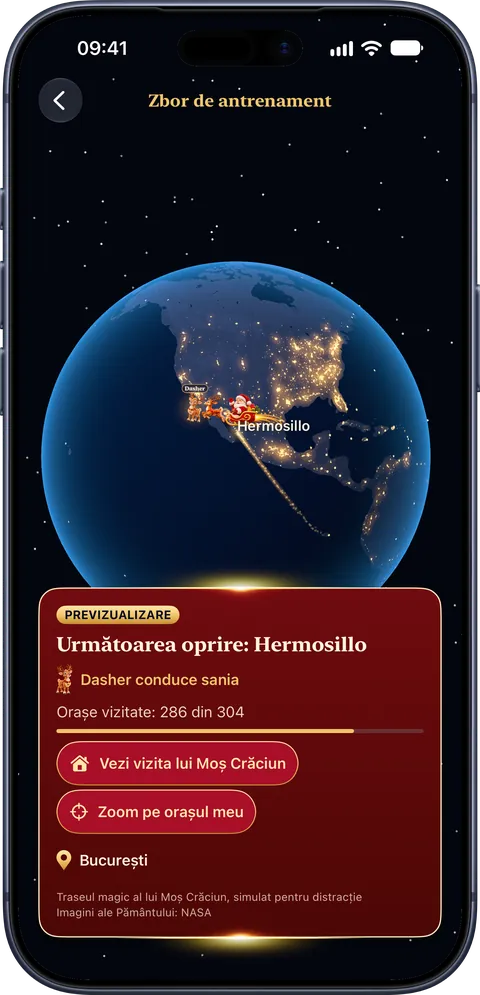 09:41
Zbor de antrenament
Dasher
Hermosillo
PREVIZUALIZARE
Următoarea oprire: Hermosillo
Dasher conduce sania
Orașe vizitate: 286 din 304
Vezi vizita lui Moș Crăciun
Zoom pe orașul meu
București
Traseul magic al lui Moș Crăciun, simulat pentru distracție
Imagini ale Pământului: NASA